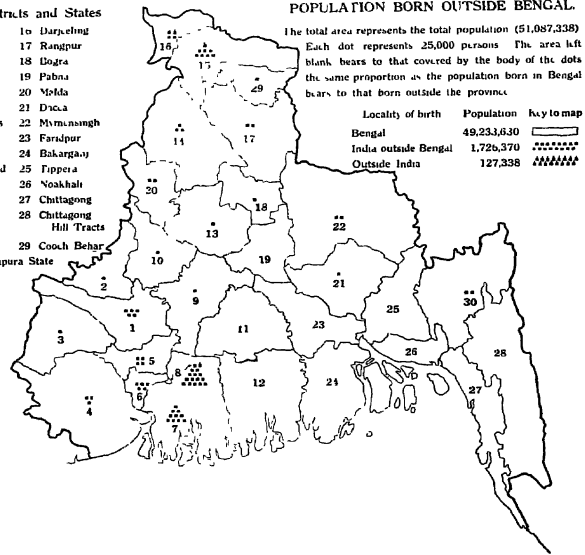 POPULATION BORN OUTSIDE BENGAL.
The total area represents the total population (51,087,338)
Each dot represents 25,000 persons The area left
blank bears to that covered by the body of the dots
the same proportion as the population born in Bengal
bears to that born outside the province
Locality of birth Population Key to map
Bengal 49,233,630
India outside Bengal 1,726,370
Outside India 127,338
Districts and States
16 Darjeeling
17 Rangpur
18 Bogra
19 Pabna
20 Malda
21 Dacca
22 Mymensingh
23 Faridpur
24 Bakarganj
25 Tippera
26 Noakhali
27 Chittagong
28 Chittagong
Hill Tracts
29 Cooch Behar
pura State
16
15
29
14
17
20
18
22
13
10
19
2
21
30
9
1
25
3
11
23
5
26
28
8
6
12
24
4
27
7